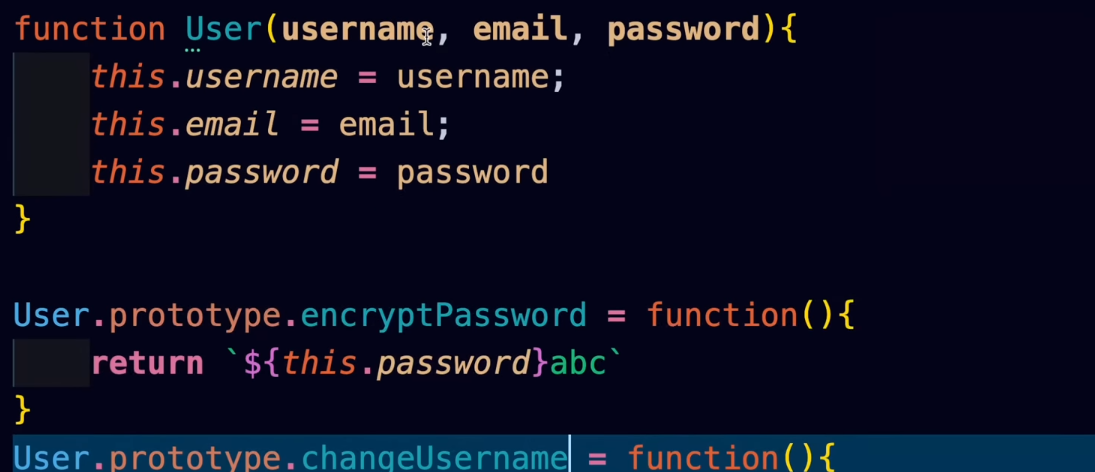 function User(username, email, password){
    this.username = username;
    this.email = email;
    this.password = password
}
User.prototype.encryptPassword = function(){
    return `${this.password}abc`
}
User.prototype.changeUsername = function(){